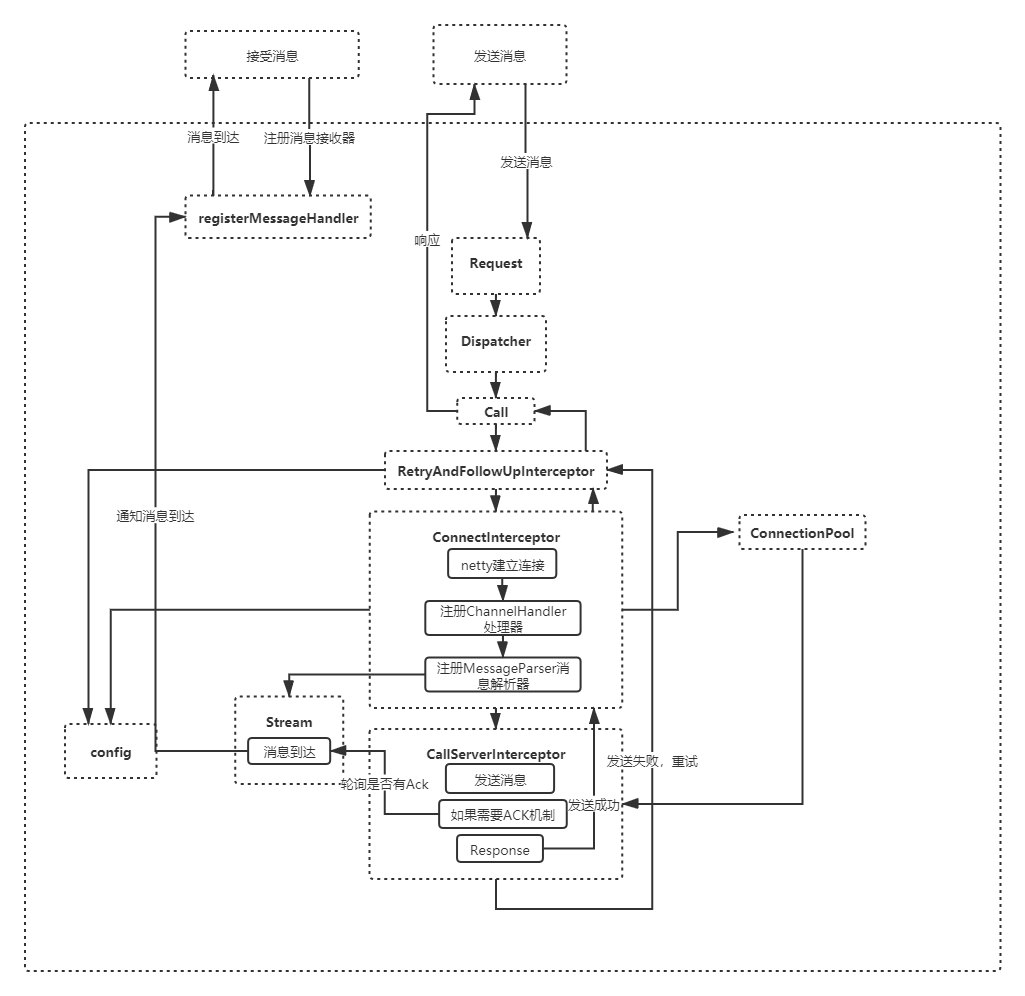 接受消息
发送消息
消息到达
注册消息接收器
发送消息
registerMessageHandler
响应
Request
Dispatcher
Call
RetryAndFollowUpInterceptor
通知消息到达
ConnectInterceptor
ConnectionPool
netty建立连接
注册ChannelHandler
处理器
注册MessageParser消
息解析器
Stream
消息到达
config
CallServerInterceptor
发送消息
发送失败，重试
轮询是否有Ack
发送成功
如果需要ACK机制
Response